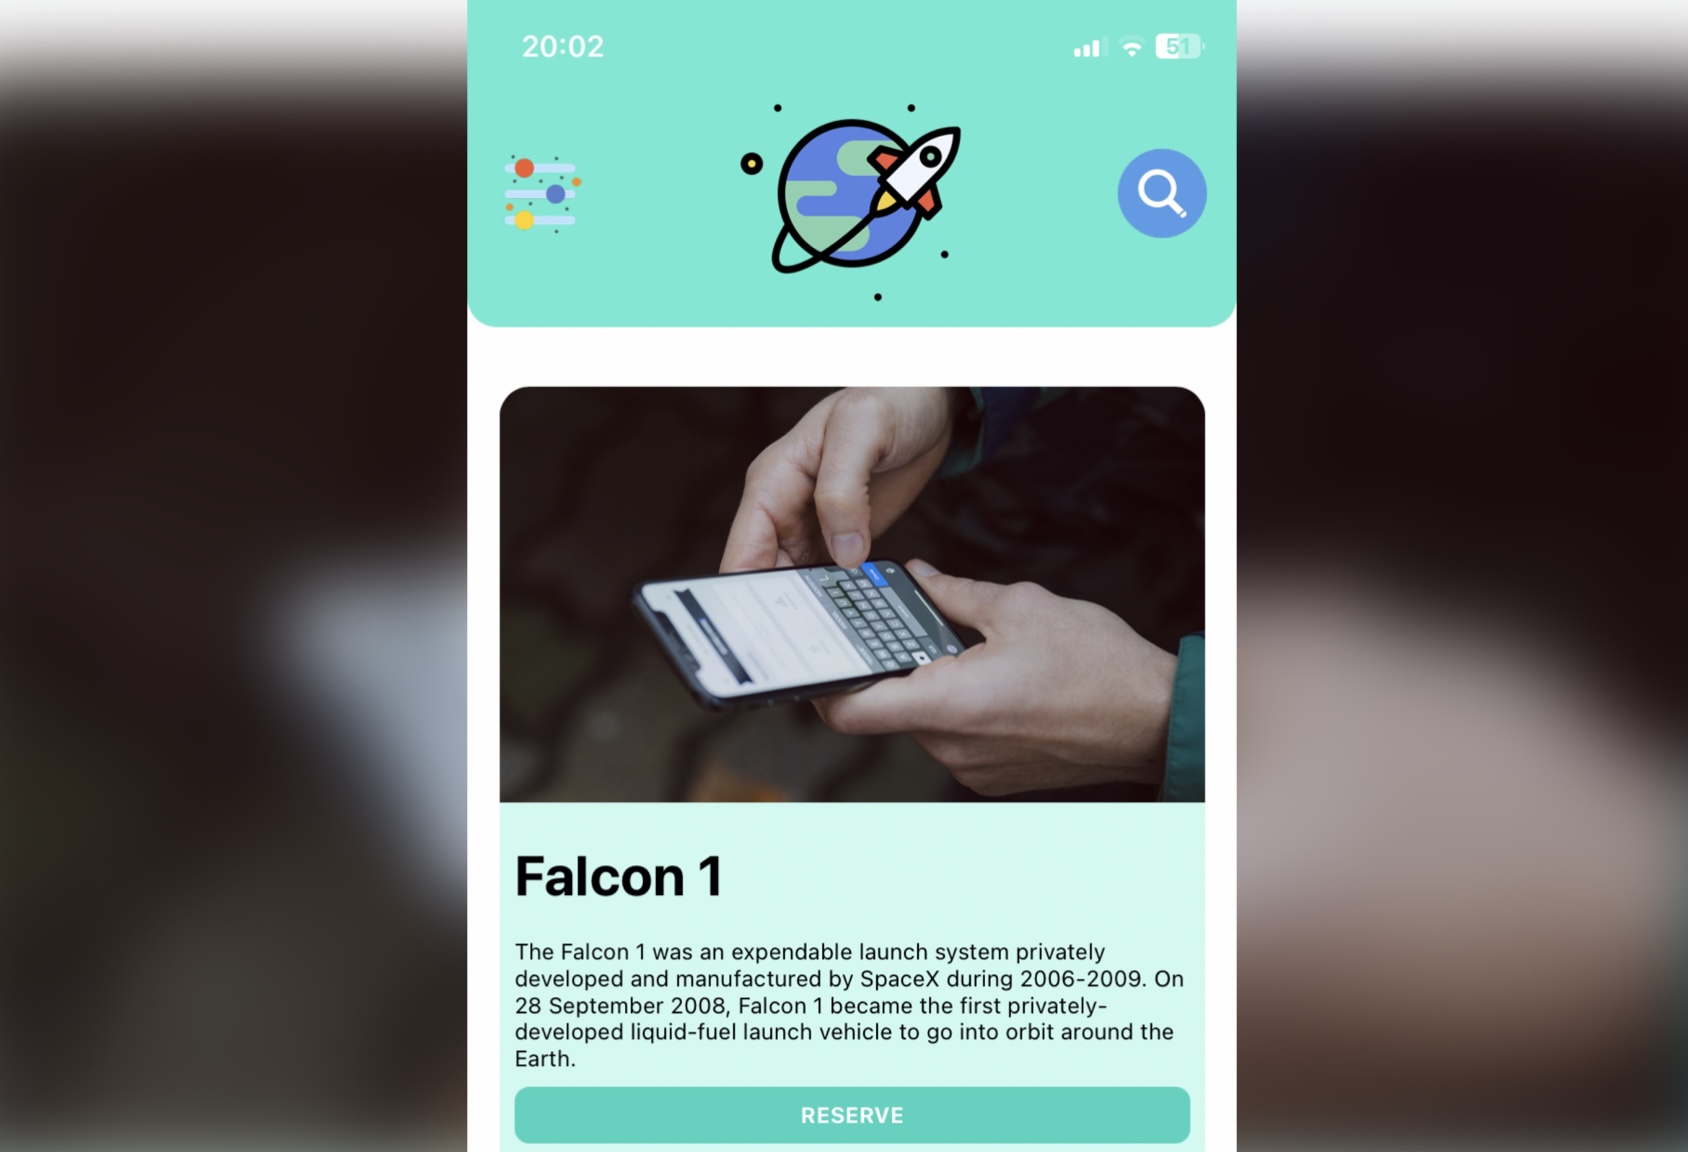 20:02
51
Falcon 1
The Falcon 1 was an expendable launch system privately
developed and manufactured by SpaceX during 2006-2009. On
28 September 2008, Falcon 1 became the first privately-
developed liquid-fuel launch vehicle to go into orbit around the
Earth.
RESERVE